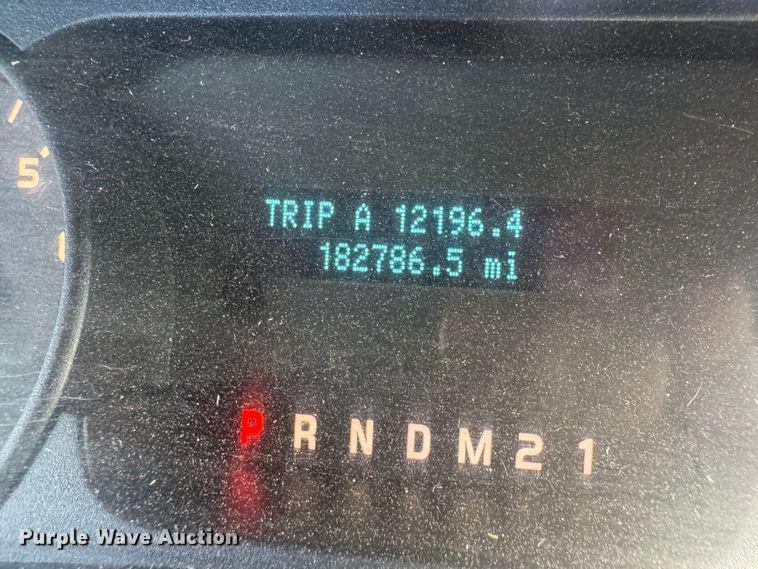 5
TRIP A 12196.4
182786.5 mi
P R N D M 2 1
Purple Wave Auction